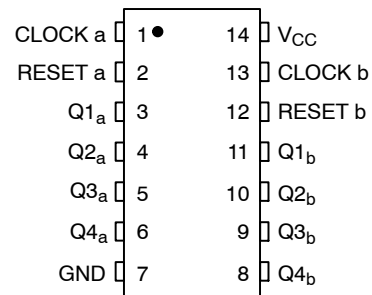 CLOCK a 1 14 VCC
RESET a 2 13 CLOCK b
Q1a 3 12 RESET b
Q2a 4 11 Q1b
Q3a 5 10 Q2b
Q4a 6 9 Q3b
GND 7 8 Q4b